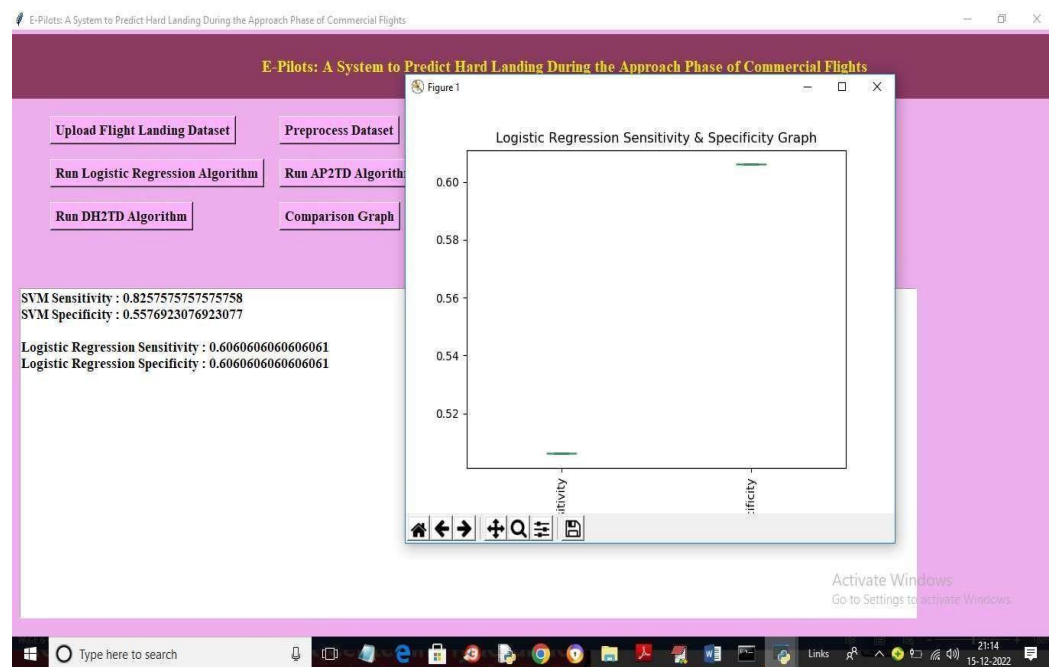 E-Pilots: A System to Predict Hard Landing During the Approach Phase of Commercial Flights
E-Pilots: A System to Predict Hard Landing During the Approach Phase of Commercial Flights
Figure 1
Upload Flight Landing Dataset
Preprocess Dataset
Run Logistic Regression Algorithm
Run AP2TD Algorith
Run DH2TD Algorithm
Comparison Graph
Logistic Regression Sensitivity & Specificity Graph
0.60
0.58
0.56
0.54
0.52
itivity
ificity
SVM Sensitivity : 0.8257575757575758
SVM Specificity : 0.5576923076923077
Logistic Regression Sensitivity : 0.6060606060606061
Logistic Regression Specificity : 0.6060606060606061
Activate Windows
Go to Settings to activate Windows.
Type here to search
Links
21:14
15-12-2022